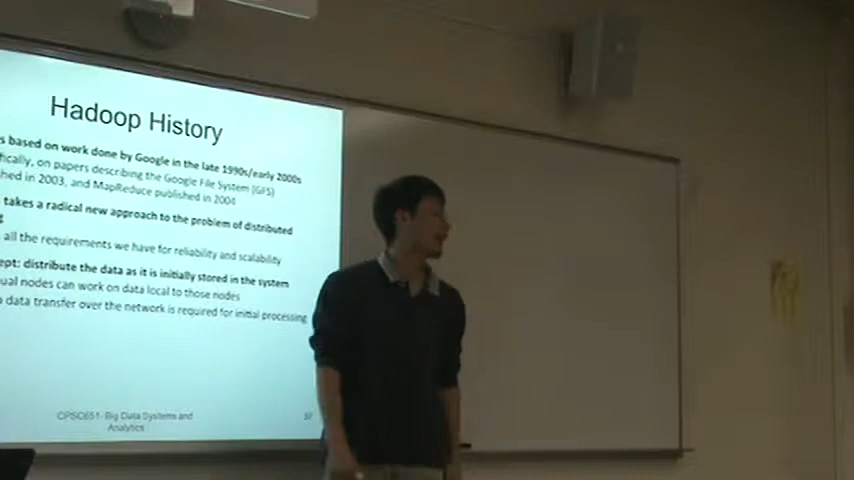 Hadoop History
s based on work done by Google in the late 1990s/early 2000s
fically, on papers describing the Google File System (GFS)
shed in 2003, and MapReduce published in 2004
takes a radical new approach to the problem of distributed
g
all the requirements we have for reliability and scalability
ept: distribute the data as it is initially stored in the system
ual nodes can work on data local to those nodes
data transfer over the network is required for initial processing
CPSC651- Big Data Systems and
Analytics
57